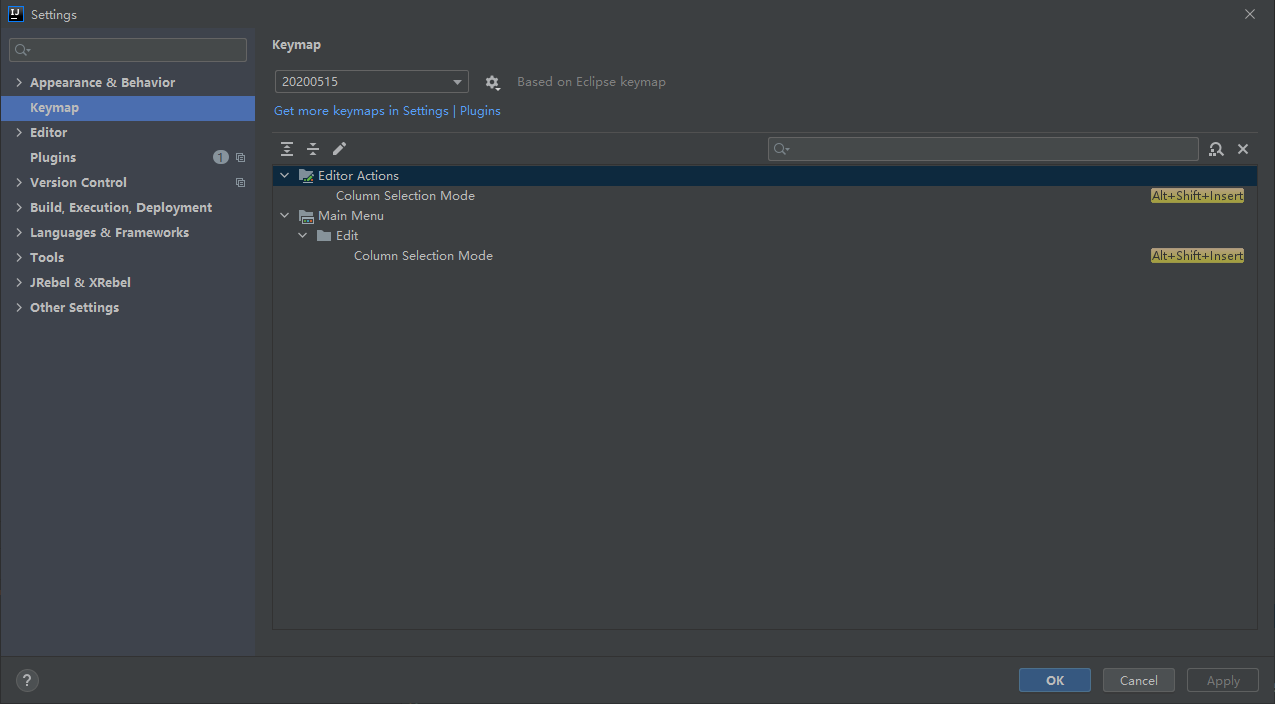 IJ Settings
Appearance & Behavior
Keymap
Editor
Plugins 1
Version Control
Build, Execution, Deployment
Languages & Frameworks
Tools
JRebel & XRebel
Other Settings
Keymap
20200515 Based on Eclipse keymap
Get more keymaps in Settings | Plugins
Editor Actions
Column Selection Mode Alt+Shift+Insert
Main Menu
Edit
Column Selection Mode Alt+Shift+Insert
? OK Cancel Apply